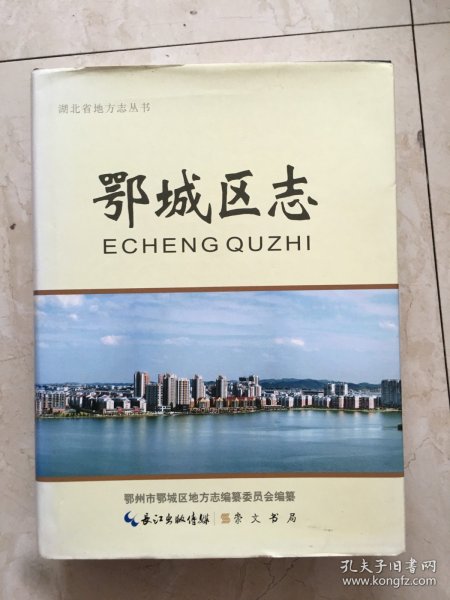 湖北省地方志丛书
鄂城区志
ECHENG QUZHI
鄂州市鄂城区地方志编纂委员会编纂
长江出版传媒 崇文书局
孔夫子旧书网
www.kongfz.com